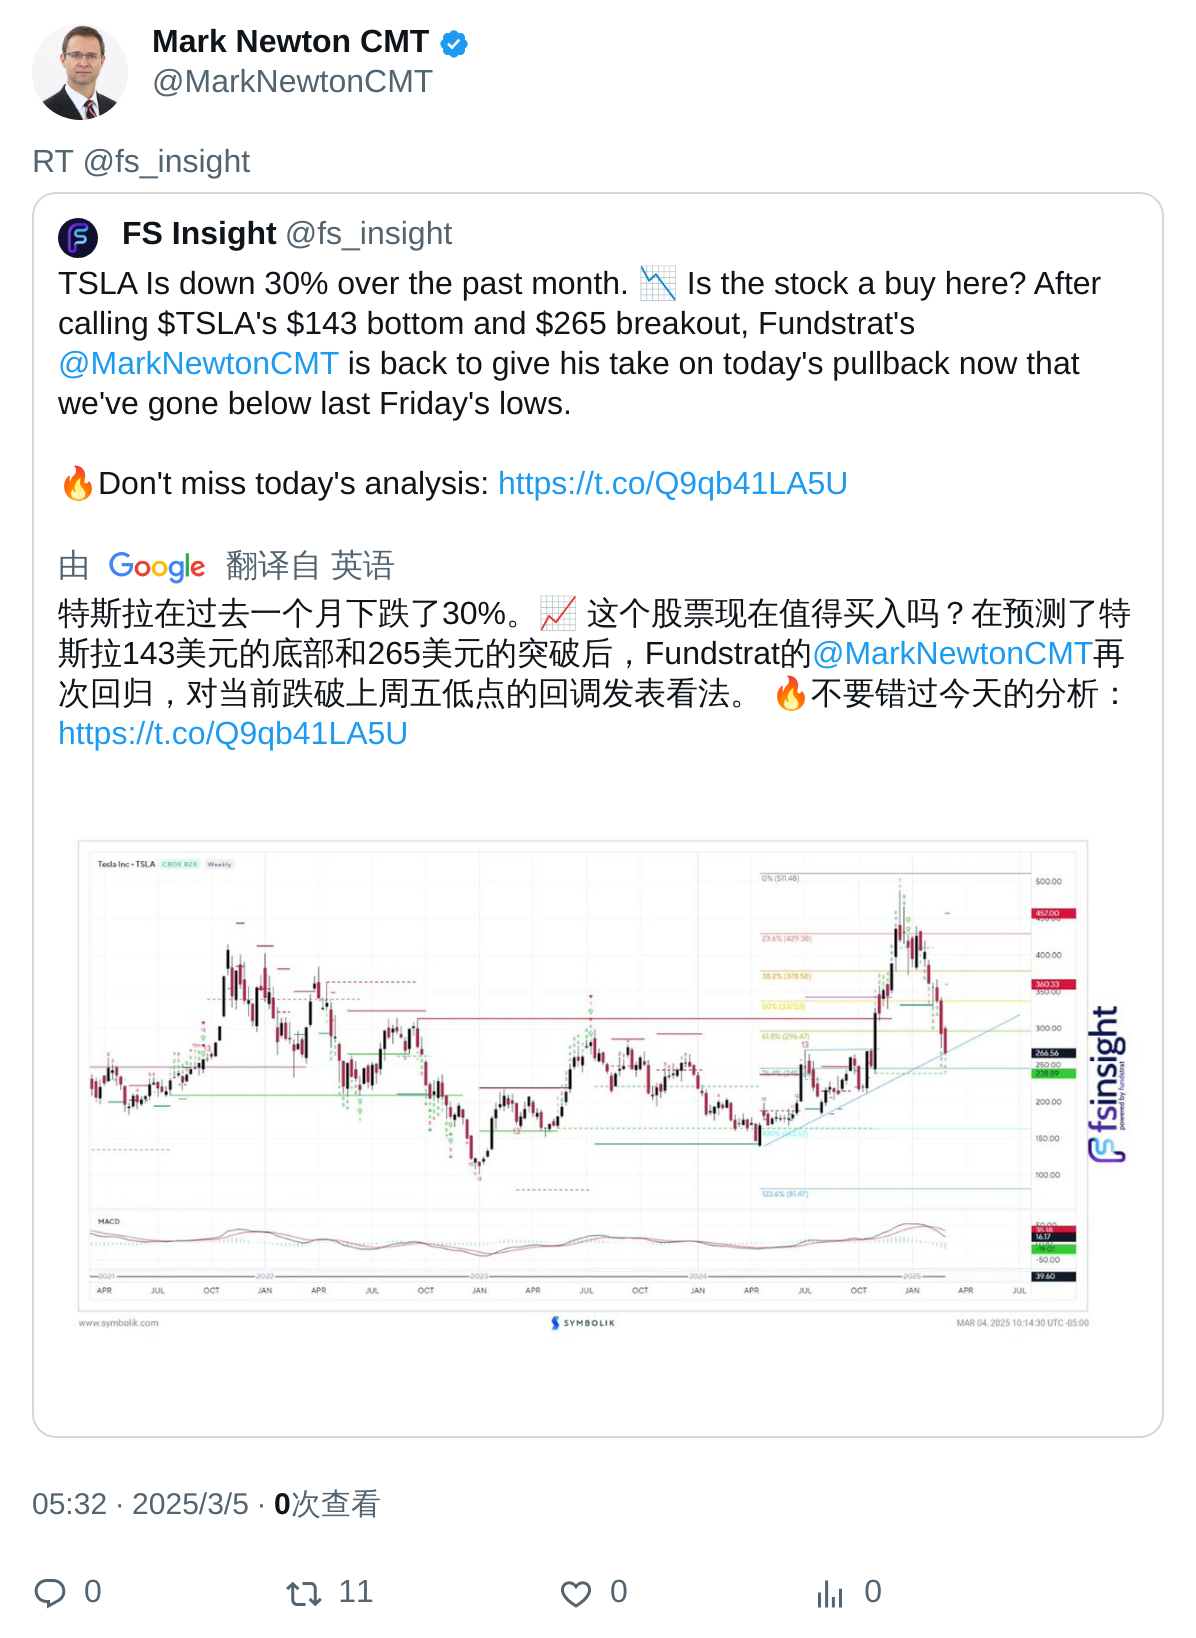 Mark Newton CMT
@MarkNewtonCMT
RT @fs_insight
FS Insight @fs_insight
TSLA Is down 30% over the past month. 📉 Is the stock a buy here? After
calling $TSLA's $143 bottom and $265 breakout, Fundstrat's
@MarkNewtonCMT is back to give his take on today's pullback now that
we've gone below last Friday's lows.
🔥Don't miss today's analysis: https://t.co/Q9qb41LA5U
由 Google 翻译自 英语
特斯拉在过去一个月下跌了30%。📈 这个股票现在值得买入吗？在预测了特
斯拉143美元的底部和265美元的突破后，Fundstrat的@MarkNewtonCMT再
次回归，对当前跌破上周五低点的回调发表看法。 🔥不要错过今天的分析：
https://t.co/Q9qb41LA5U
Tesla Inc • TSLA CBOE BZX Weekly
0% (511.48)
23.6% (429.38)
38.2% (378.58)
50% (337.53)
61.8% (296.47)
123.6% (81.47)
13
13
500.00
457.00
400.00
360.33
350.00
300.00
266.56
250.00
238.89
200.00
150.00
100.00
fsinsight
powered by fundstrat
MACD
50.00
35.18
16.17
-19.01
-50.00
39.60
2021 2022 2023 2024 2025
APR JUL OCT JAN APR JUL OCT JAN APR JUL OCT JAN APR JUL OCT JAN APR JUL
www.symbolik.com
SYMBOLIK
MAR 04, 2025 10:14:30 UTC -05:00
05:32 · 2025/3/5 · 0次查看
0 11 0 0